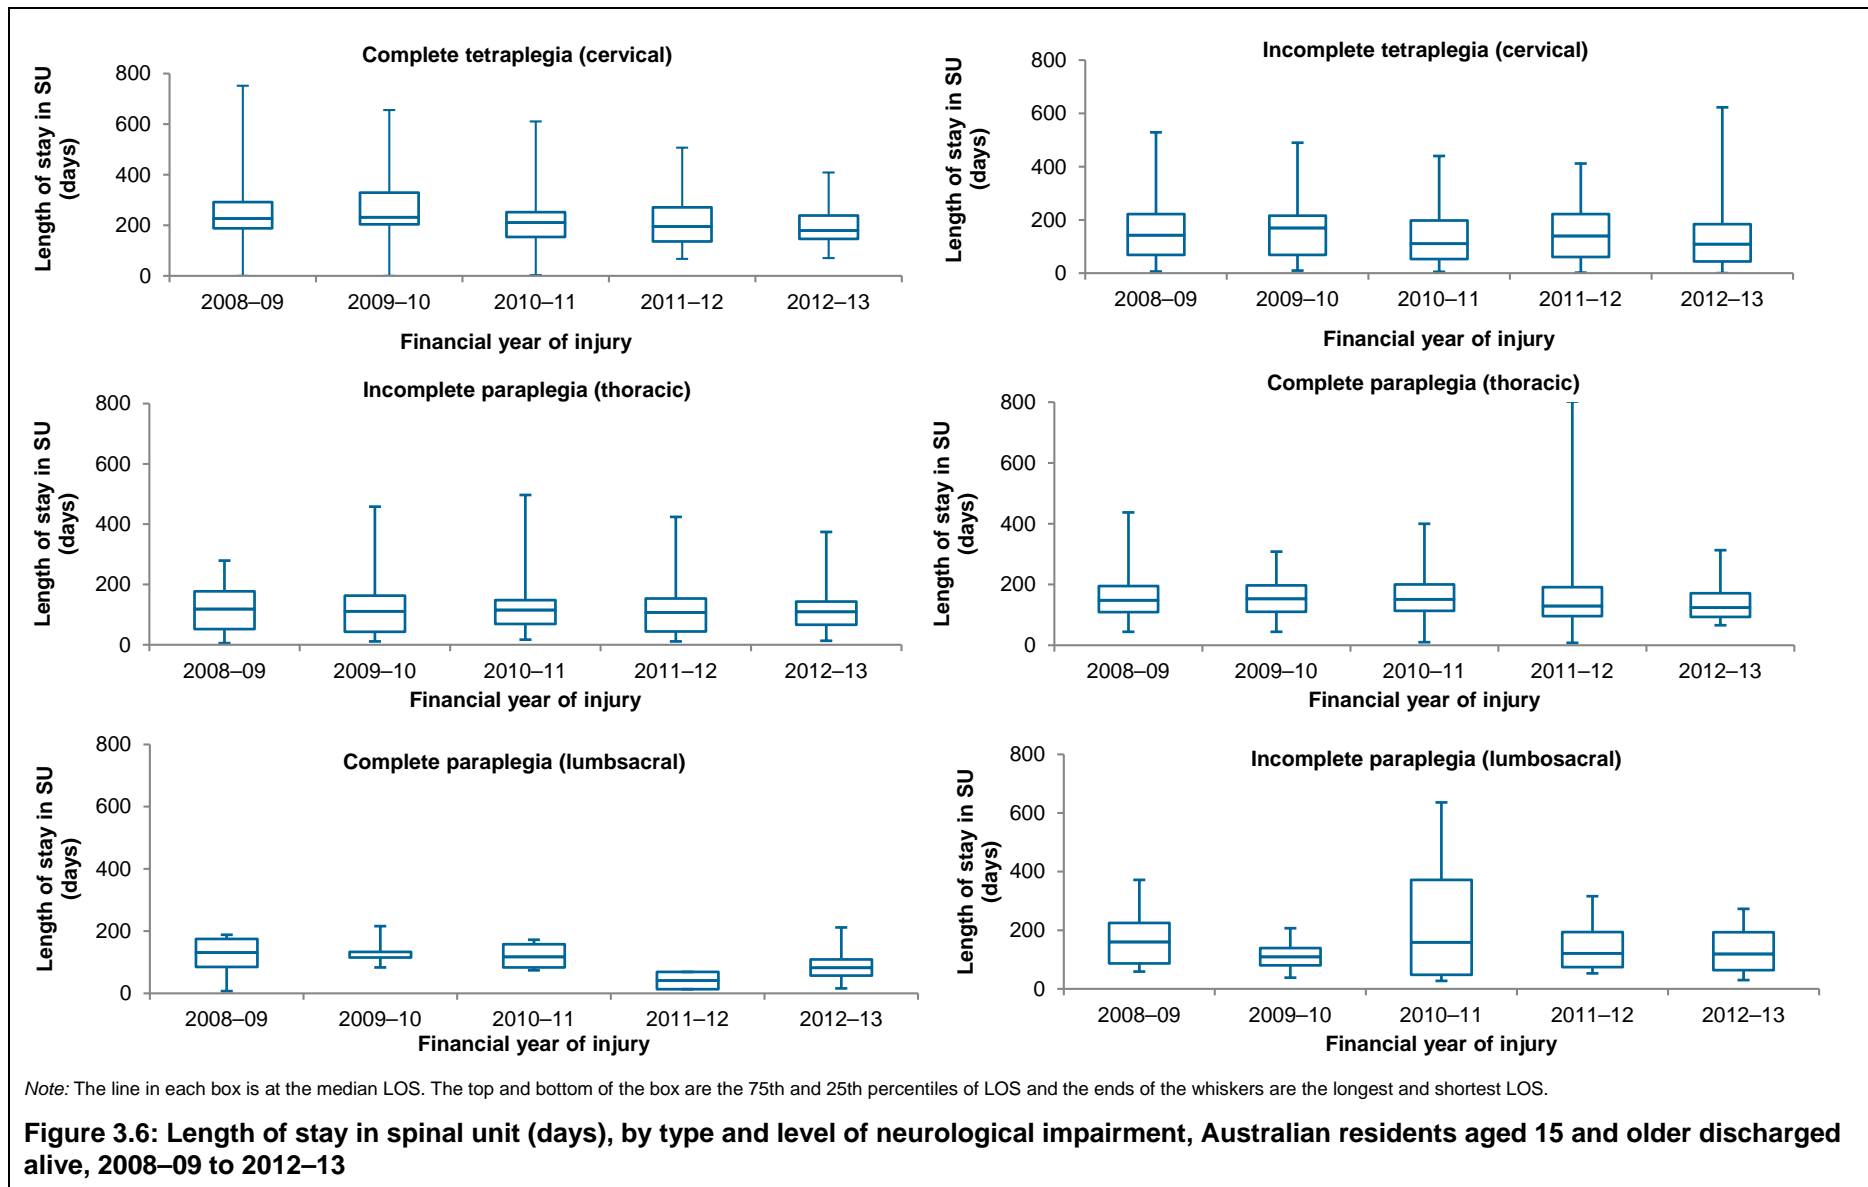 Complete tetraplegia (cervical)
Length of stay in SU
(days)
800
600
400
200
0
2008–09 2009–10 2010–11 2011–12 2012–13
Financial year of injury
Incomplete tetraplegia (cervical)
Length of stay in SU
(days)
800
600
400
200
0
2008–09 2009–10 2010–11 2011–12 2012–13
Financial year of injury
Incomplete paraplegia (thoracic)
Length of stay in SU
(days)
800
600
400
200
0
2008–09 2009–10 2010–11 2011–12 2012–13
Financial year of injury
Complete paraplegia (thoracic)
Length of stay in SU
(days)
800
600
400
200
0
2008–09 2009–10 2010–11 2011–12 2012–13
Financial year of injury
Complete paraplegia (lumbsacral)
Length of stay in SU
(days)
800
600
400
200
0
2008–09 2009–10 2010–11 2011–12 2012–13
Financial year of injury
Incomplete paraplegia (lumbosacral)
Length of stay in SU
(days)
800
600
400
200
0
2008–09 2009–10 2010–11 2011–12 2012–13
Financial year of injury
Note: The line in each box is at the median LOS. The top and bottom of the box are the 75th and 25th percentiles of LOS and the ends of the whiskers are the longest and shortest LOS.
Figure 3.6: Length of stay in spinal unit (days), by type and level of neurological impairment, Australian residents aged 15 and older discharged
alive, 2008–09 to 2012–13